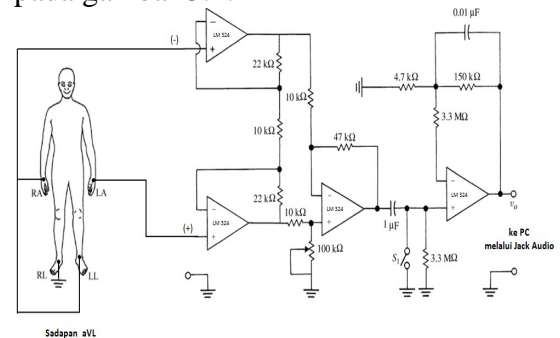 pada gambar
0.01 µF
(-)
LM 324
22 kΩ
4.7 kΩ
150 kΩ
10 kΩ
3.3 MΩ
10 kΩ
47 kΩ
RA
LA
22 kΩ
LM 324
LM 324
10 kΩ
LM 324
v₀
1 µF
(+)
ke PC
melalui Jack Audio
100 kΩ
S₁
3.3 MΩ
RL
LL
Sadapan aVL